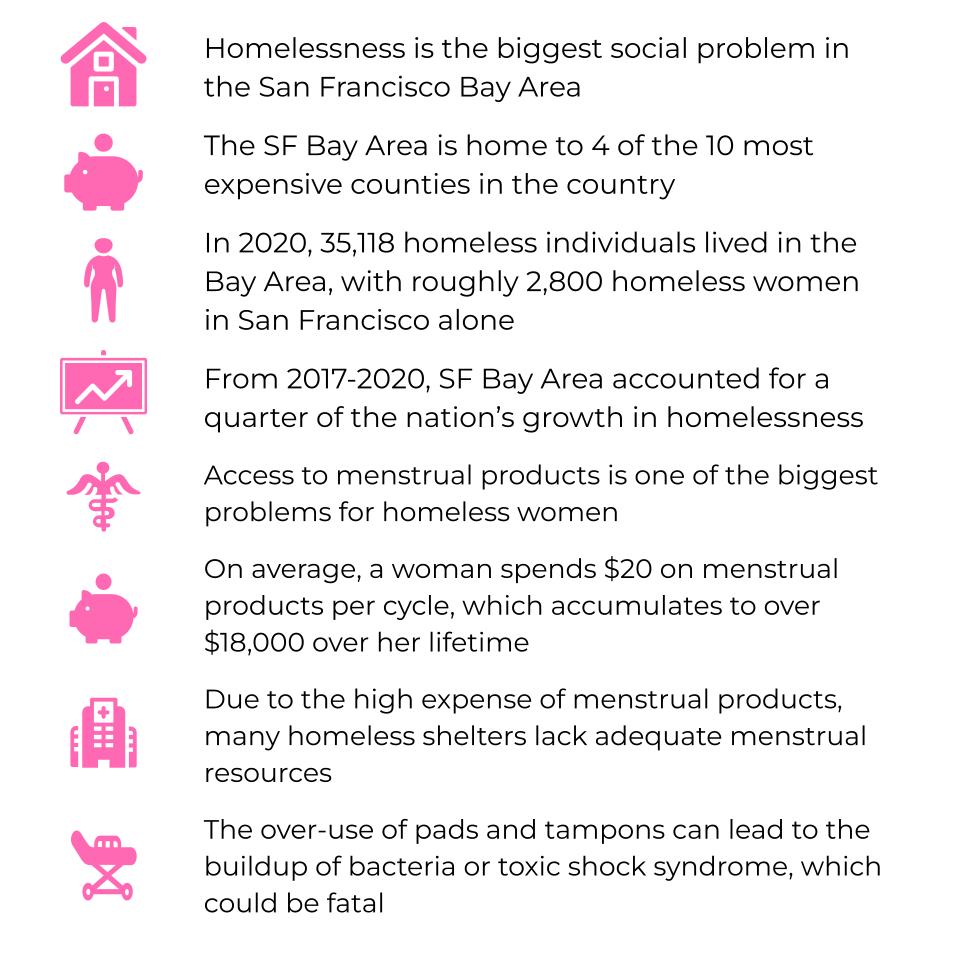 Homelessness is the biggest social problem in
the San Francisco Bay Area
The SF Bay Area is home to 4 of the 10 most
expensive counties in the country
In 2020, 35,118 homeless individuals lived in the
Bay Area, with roughly 2,800 homeless women
in San Francisco alone
From 2017-2020, SF Bay Area accounted for a
quarter of the nation’s growth in homelessness
Access to menstrual products is one of the biggest
problems for homeless women
On average, a woman spends $20 on menstrual
products per cycle, which accumulates to over
$18,000 over her lifetime
Due to the high expense of menstrual products,
many homeless shelters lack adequate menstrual
resources
The over-use of pads and tampons can lead to the
buildup of bacteria or toxic shock syndrome, which
could be fatal